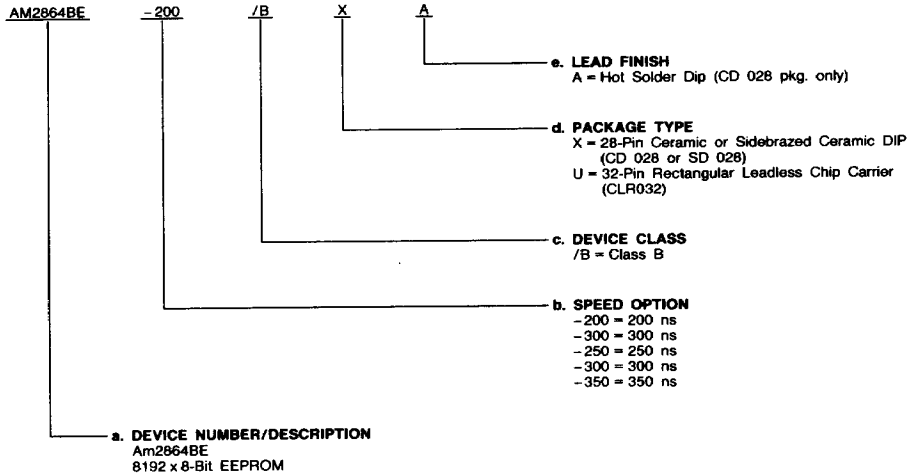 AM2864BE -200 /B X A
e. LEAD FINISH
A = Hot Solder Dip (CD 028 pkg. only)
d. PACKAGE TYPE
X = 28-Pin Ceramic or Sidebrazed Ceramic DIP
(CD 028 or SD 028)
U = 32-Pin Rectangular Leadless Chip Carrier
(CLR032)
c. DEVICE CLASS
/B = Class B
b. SPEED OPTION
-200 = 200 ns
-300 = 300 ns
-250 = 250 ns
-300 = 300 ns
-350 = 350 ns
a. DEVICE NUMBER/DESCRIPTION
Am2864BE
8192 x 8-Bit EEPROM